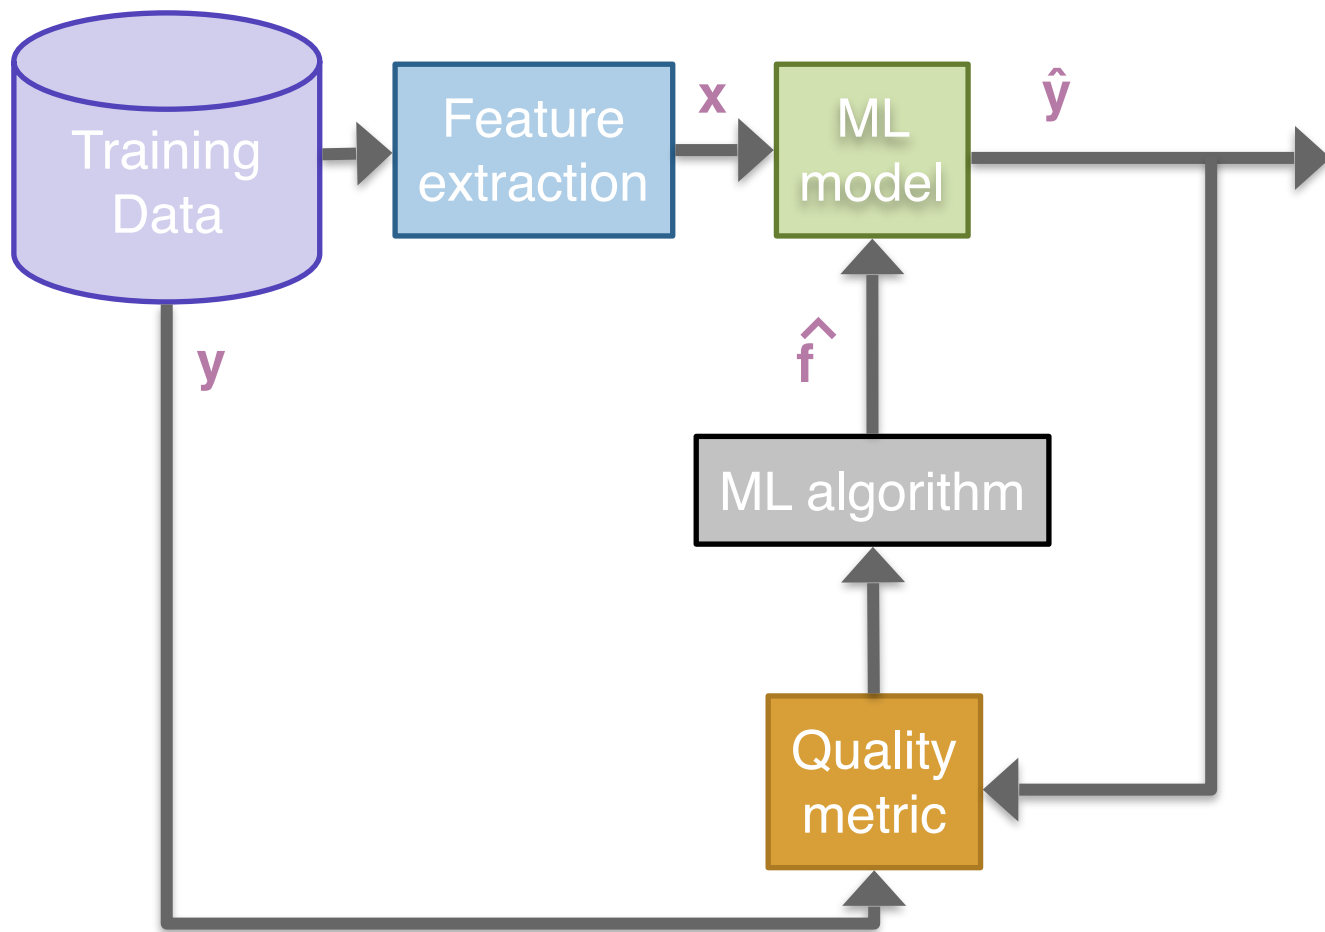 Training
Data
Feature
extraction
x
ML
model
ŷ
y
f̂
ML algorithm
Quality
metric